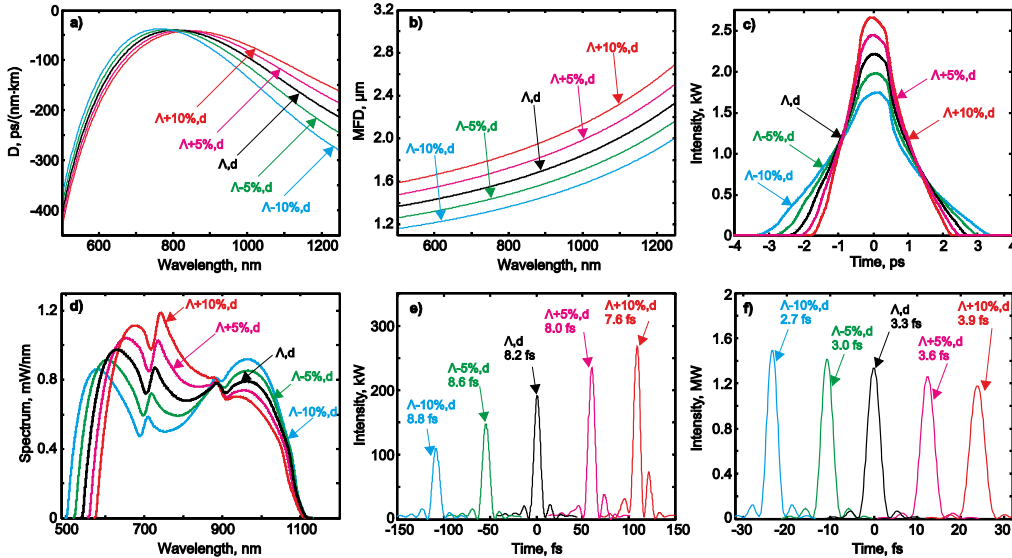 a)
D, ps/(nm·km)
0
-100
-200
-300
-400
Λ+10%,d
Λ+5%,d
Λ,d
Λ-5%,d
Λ-10%,d
600 800 1000 1200
Wavelength, nm
b)
MFD, µm
2.8
2.4
2.0
1.6
1.2
Λ+10%,d
Λ+5%,d
Λ,d
Λ-5%,d
Λ-10%,d
600 800 1000 1200
Wavelength, nm
c)
Intensity, kW
2.5
2.0
1.5
1.0
0.5
0
Λ+5%,d
Λ,d
Λ+10%,d
Λ-5%,d
Λ-10%,d
-4 -3 -2 -1 0 1 2 3 4
Time, ps
d)
Spectrum, mW/nm
1.2
0.8
0.4
0
Λ+10%,d
Λ+5%,d
Λ,d
Λ-5%,d
Λ-10%,d
500 700 900 1100
Wavelength, nm
e)
Intensity, kW
300
200
100
0
Λ+10%,d
7.6 fs
Λ+5%,d
8.0 fs
Λ,d
8.2 fs
Λ-5%,d
8.6 fs
Λ-10%,d
8.8 fs
-150 -100 -50 0 50 100 150
Time, fs
f)
Intensity, MW
2
1.6
1.2
0.8
0.4
0
Λ-10%,d
2.7 fs
Λ-5%,d
3.0 fs
Λ,d
3.3 fs
Λ+5%,d
3.6 fs
Λ+10%,d
3.9 fs
-30 -20 -10 0 10 20 30
Time, fs